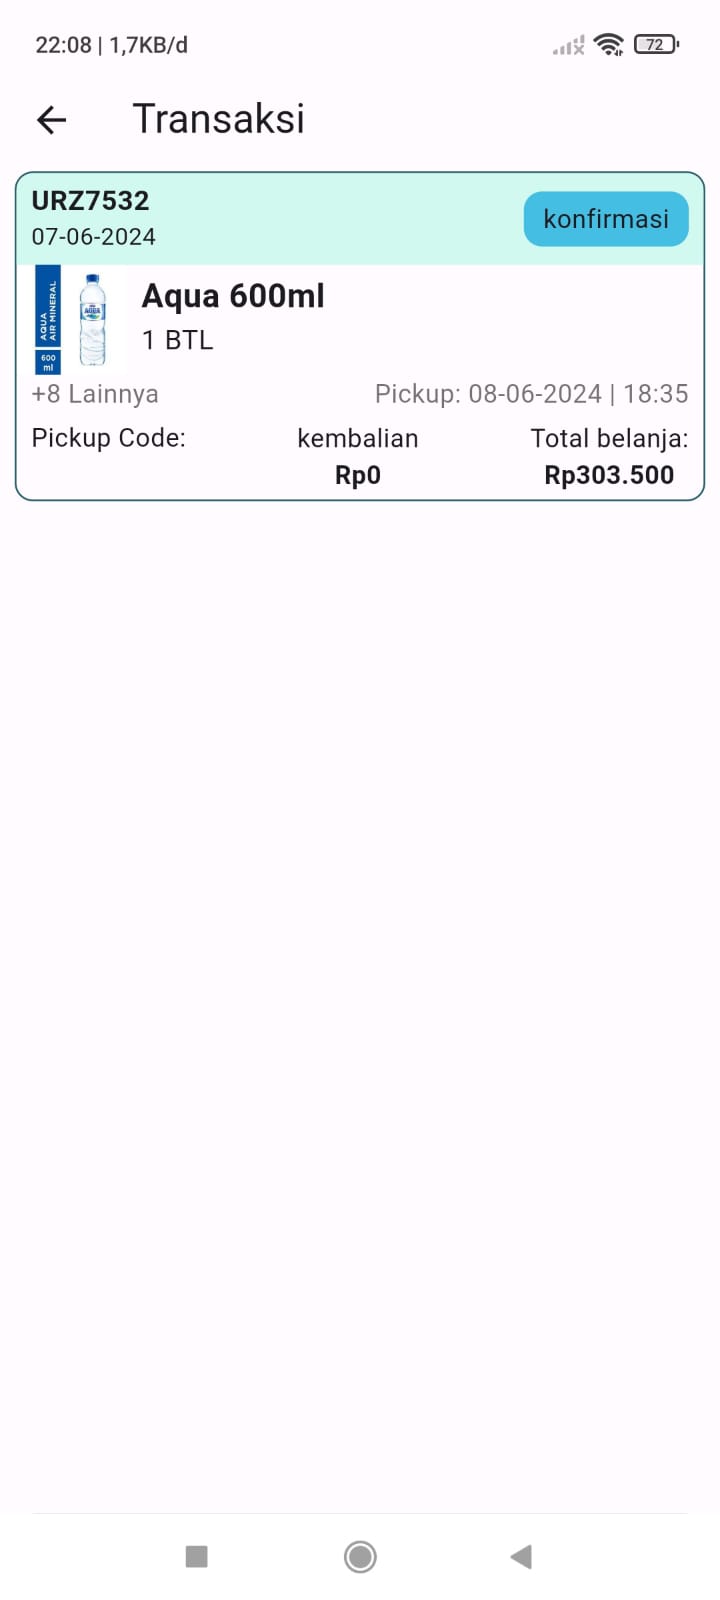 22:08 | 1,7KB/d
72
Transaksi
URZ7532
konfirmasi
07-06-2024
AQUA
AIR MINERAL
600
ml
AQUA
Aqua 600ml
1 BTL
+8 Lainnya
Pickup: 08-06-2024 | 18:35
Pickup Code:
kembalian
Rp0
Total belanja:
Rp303.500